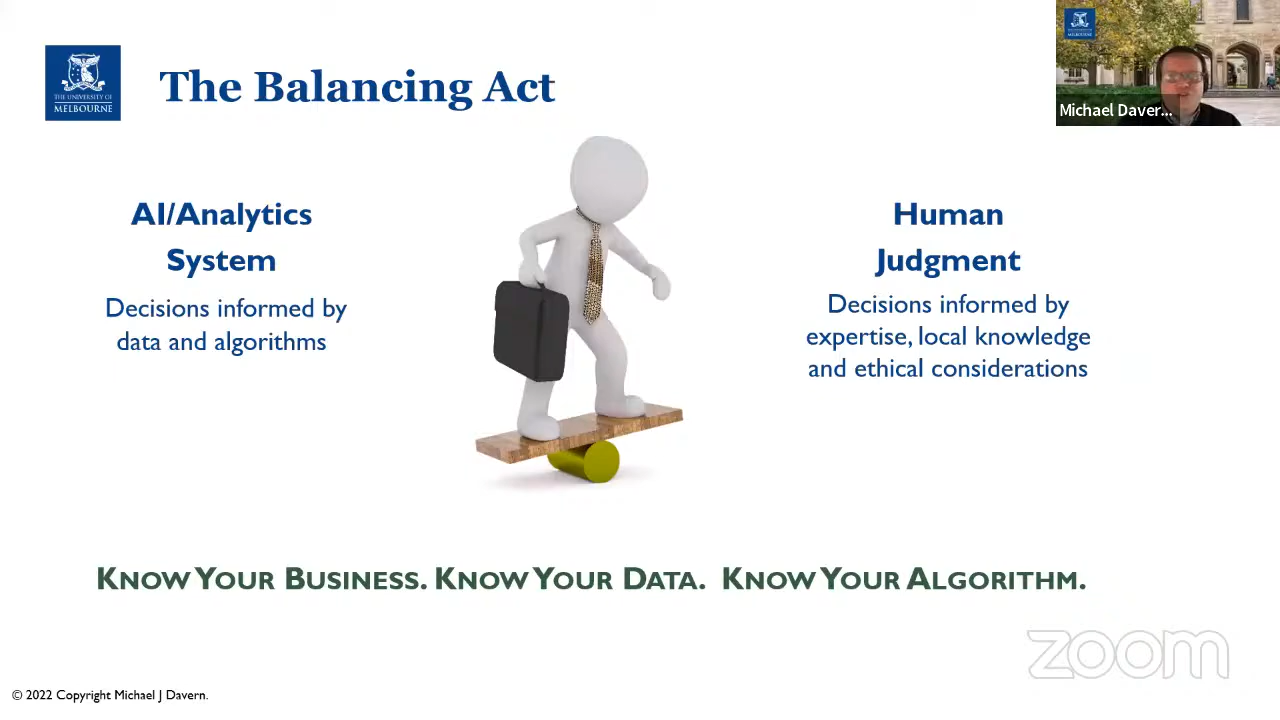 THE UNIVERSITY OF
MELBOURNE
The Balancing Act
Michael Daver...
AI/Analytics
System
Decisions informed by
data and algorithms
Human
Judgment
Decisions informed by
expertise, local knowledge
and ethical considerations
KNOW YOUR BUSINESS. KNOW YOUR DATA. KNOW YOUR ALGORITHM.
zoom
© 2022 Copyright Michael J Davern.